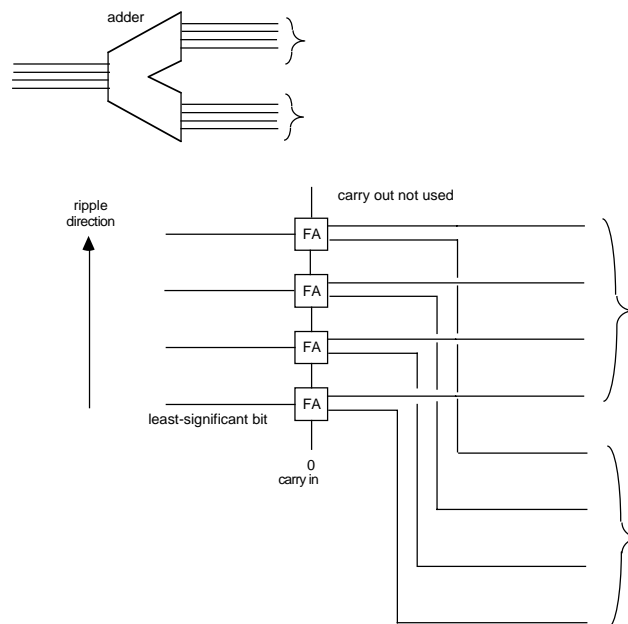 adder
ripple
direction
carry out not used
FA
FA
FA
FA
least-significant bit
0
carry in